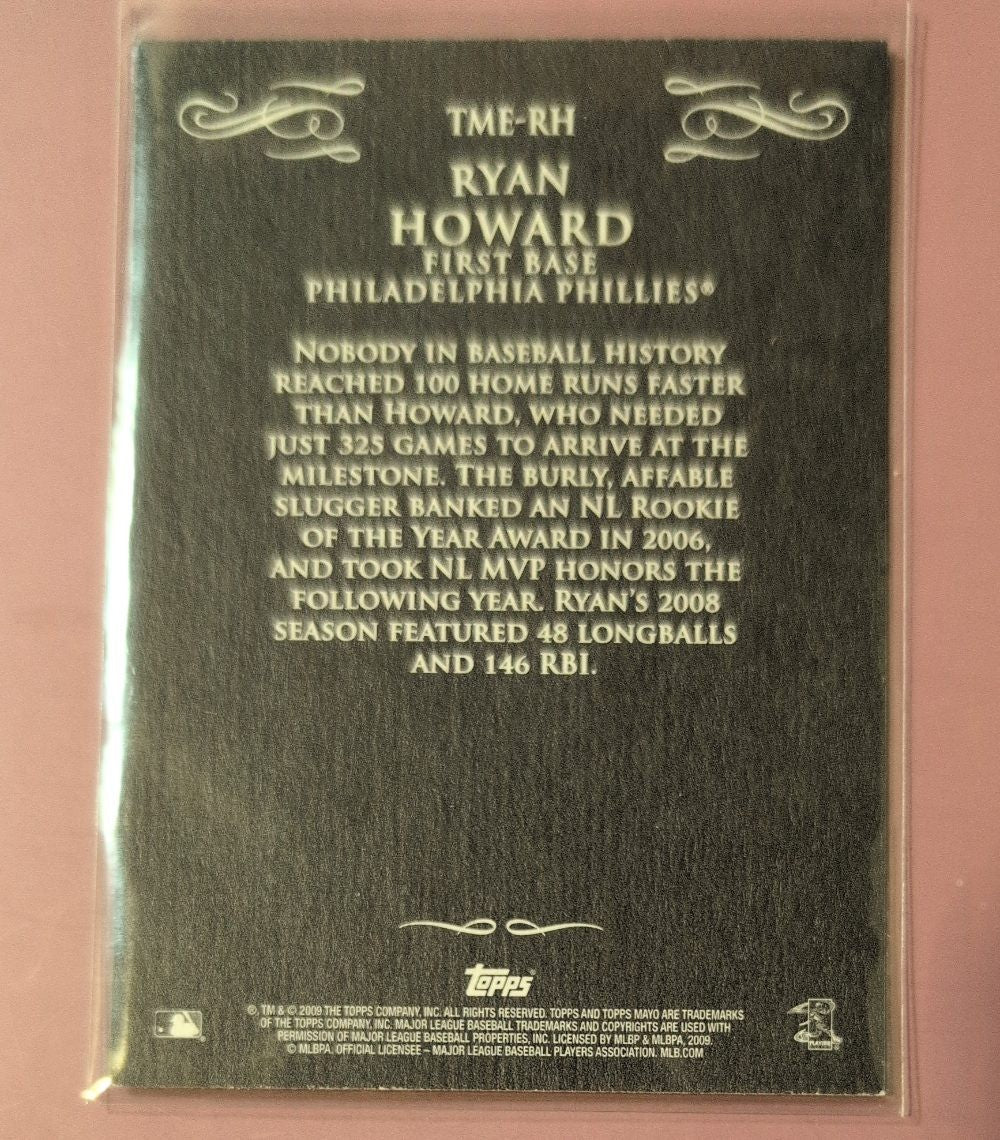 TME-RH
RYAN
HOWARD
FIRST BASE
PHILADELPHIA PHILLIES®
NOBODY IN BASEBALL HISTORY
REACHED 100 HOME RUNS FASTER
THAN HOWARD, WHO NEEDED
JUST 325 GAMES TO ARRIVE AT THE
MILESTONE. THE BURLY, AFFABLE
SLUGGER BANKED AN NL ROOKIE
OF THE YEAR AWARD IN 2006,
AND TOOK NL MVP HONORS THE
FOLLOWING YEAR. RYAN'S 2008
SEASON FEATURED 48 LONGBALLS
AND 146 RBI.
topps®
®, TM & © 2009 THE TOPPS COMPANY, INC. ALL RIGHTS RESERVED. TOPPS AND TOPPS MAYO ARE TRADEMARKS
OF THE TOPPS COMPANY, INC. MAJOR LEAGUE BASEBALL TRADEMARKS AND COPYRIGHTS ARE USED WITH
PERMISSION OF MAJOR LEAGUE BASEBALL PROPERTIES, INC. LICENSED BY MLBP & MLBPA, 2009.
© MLBPA. OFFICIAL LICENSEE – MAJOR LEAGUE BASEBALL PLAYERS ASSOCIATION. MLB.COM
PLAYERS